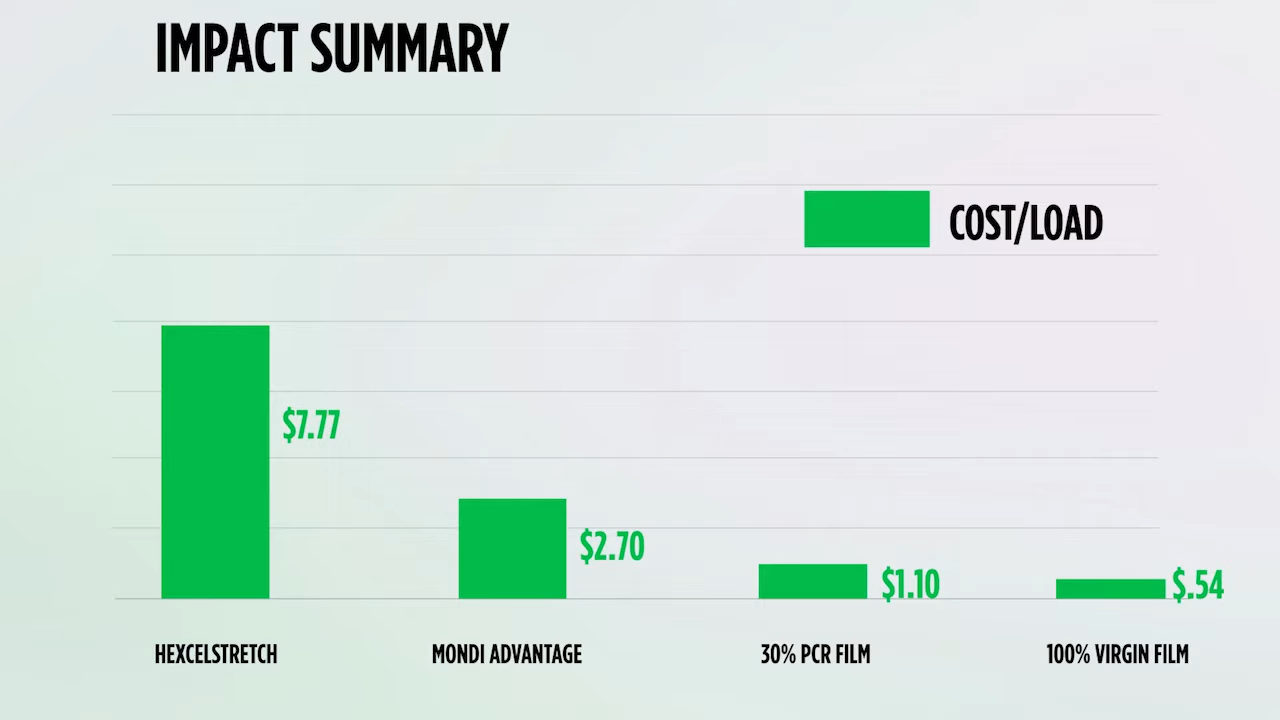 IMPACT SUMMARY
COST/LOAD
$7.77
$2.70
$1.10
$.54
HEXCELSTRETCH
MONDI ADVANTAGE
30% PCR FILM
100% VIRGIN FILM